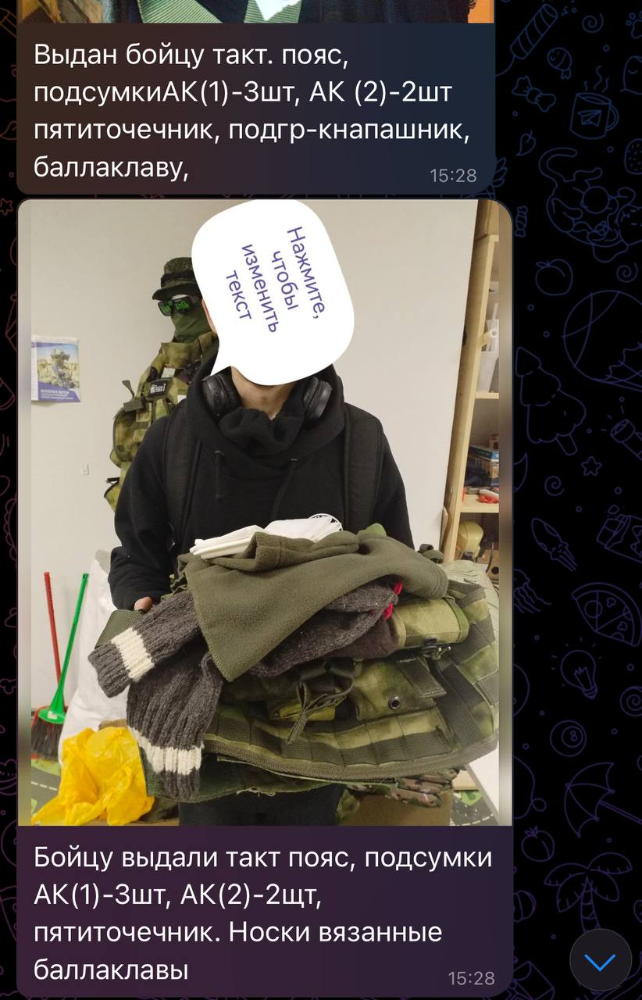 Выдан бойцу такт. пояс,
подсумкиАК(1)-3шт, АК (2)-2шт
пятиточечник, подгр-кнапашник,
баллаклаву,
15:28
Нажмите,
чтобы
изменить
текст
Бойцу выдали такт пояс, подсумки
АК(1)-3шт, АК(2)-2щт,
пятиточечник. Носки вязанные
баллаклавы
15:28